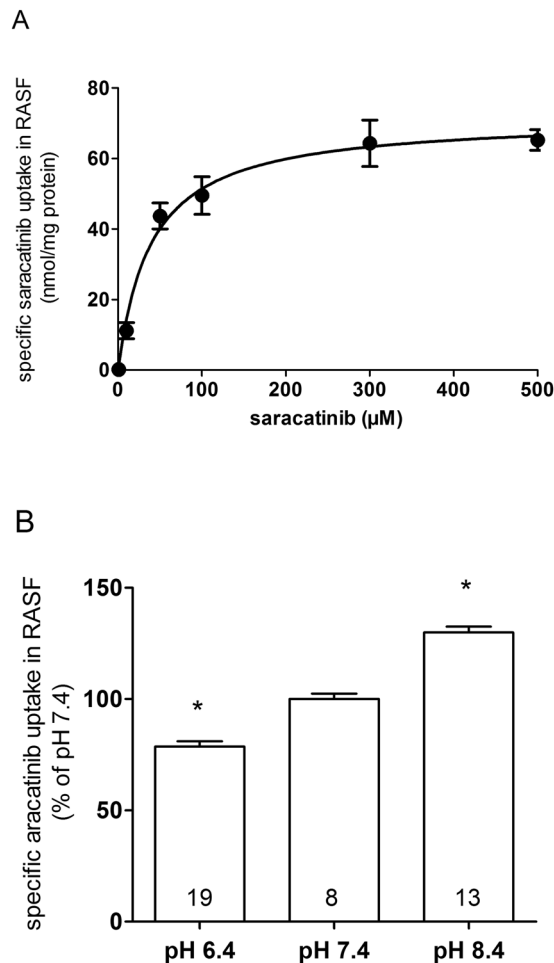 A
specific saracatinib uptake in RASF
(nmol/mg protein)
80
60
40
20
0
0 100 200 300 400 500
saracatinib (µM)
B
specific aracatinib uptake in RASF
(% of pH 7.4)
150
100
50
0
*
*
19 8 13
pH 6.4 pH 7.4 pH 8.4